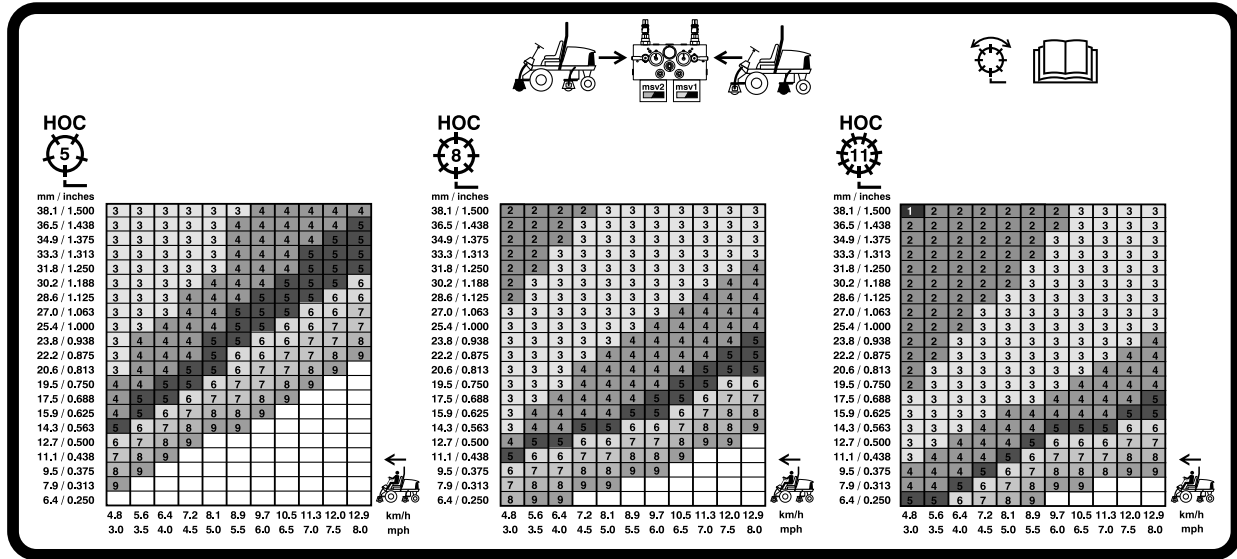 msv2 msv1
HOC
5
mm / inches
38.1 / 1.500 3 3 3 3 3 3 4 4 4 4 4
36.5 / 1.438 3 3 3 3 3 4 4 4 4 4 5
34.9 / 1.375 3 3 3 3 3 4 4 4 4 5 5
33.3 / 1.313 3 3 3 3 3 4 4 4 5 5 5
31.8 / 1.250 3 3 3 3 4 4 4 4 5 5 5
30.2 / 1.188 3 3 3 3 4 4 4 5 5 5 6
28.6 / 1.125 3 3 3 4 4 4 5 5 5 6 6
27.0 / 1.063 3 3 3 4 4 5 5 5 6 6 7
25.4 / 1.000 3 3 4 4 4 5 5 6 6 7 7
23.8 / 0.938 3 4 4 4 5 5 6 6 7 7 8
22.2 / 0.875 3 4 4 4 5 6 6 7 7 8 9
20.6 / 0.813 3 4 4 5 5 6 7 7 8 9
19.5 / 0.750 4 4 5 5 6 7 7 8 9
17.5 / 0.688 4 5 5 6 7 7 8 9
15.9 / 0.625 4 5 6 7 8 8 9
14.3 / 0.563 5 6 7 8 9 9
12.7 / 0.500 6 7 8 9
11.1 / 0.438 7 8 9
9.5 / 0.375 8 9
7.9 / 0.313 9
6.4 / 0.250
4.8 5.6 6.4 7.2 8.1 8.9 9.7 10.5 11.3 12.0 12.9 km/h
3.0 3.5 4.0 4.5 5.0 5.5 6.0 6.5 7.0 7.5 8.0 mph
HOC
8
mm / inches
38.1 / 1.500 2 2 2 2 3 3 3 3 3 3 3
36.5 / 1.438 2 2 2 3 3 3 3 3 3 3 3
34.9 / 1.375 2 2 2 3 3 3 3 3 3 3 3
33.3 / 1.313 2 2 3 3 3 3 3 3 3 3 3
31.8 / 1.250 2 2 3 3 3 3 3 3 3 3 4
30.2 / 1.188 2 3 3 3 3 3 3 3 3 4 4
28.6 / 1.125 2 3 3 3 3 3 3 3 4 4 4
27.0 / 1.063 3 3 3 3 3 3 3 4 4 4 4
25.4 / 1.000 3 3 3 3 3 3 4 4 4 4 4
23.8 / 0.938 3 3 3 3 3 4 4 4 4 4 5
22.2 / 0.875 3 3 3 3 4 4 4 4 4 5 5
20.6 / 0.813 3 3 3 3 4 4 4 4 5 5 5
19.5 / 0.750 3 3 3 4 4 4 4 5 5 6 6
17.5 / 0.688 3 3 4 4 4 4 5 5 6 6 7
15.9 / 0.625 3 4 4 4 4 5 5 6 7 8 8
14.3 / 0.563 3 4 4 5 5 6 6 7 7 8 8
12.7 / 0.500 4 5 5 6 6 7 7 8 9 9
11.1 / 0.438 5 6 6 7 7 8 8 9
9.5 / 0.375 6 7 7 8 8 9 9
7.9 / 0.313 7 8 8 9 9
6.4 / 0.250 8 9 9
4.8 5.6 6.4 7.2 8.1 8.9 9.7 10.5 11.3 12.0 12.9 km/h
3.0 3.5 4.0 4.5 5.0 5.5 6.0 6.5 7.0 7.5 8.0 mph
HOC
11
mm / inches
38.1 / 1.500 1 2 2 2 2 2 2 3 3 3 3
36.5 / 1.438 2 2 2 2 2 2 2 3 3 3 3
34.9 / 1.375 2 2 2 2 2 2 3 3 3 3 3
33.3 / 1.313 2 2 2 2 2 2 3 3 3 3 3
31.8 / 1.250 2 2 2 2 2 3 3 3 3 3 3
30.2 / 1.188 2 2 2 2 2 3 3 3 3 3 3
28.6 / 1.125 2 2 2 2 3 3 3 3 3 3 3
27.0 / 1.063 2 2 2 3 3 3 3 3 3 3 3
25.4 / 1.000 2 2 2 3 3 3 3 3 3 3 3
23.8 / 0.938 2 2 3 3 3 3 3 3 3 3 4
22.2 / 0.875 2 2 3 3 3 3 3 3 3 4 4
20.6 / 0.813 2 3 3 3 3 3 3 3 3 4 4
19.5 / 0.750 2 3 3 3 3 3 3 3 4 4 4
17.5 / 0.688 3 3 3 3 3 3 3 4 4 4 5
15.9 / 0.625 3 3 3 3 4 4 4 4 4 5 5
14.3 / 0.563 3 3 3 4 4 4 5 5 5 6 6
12.7 / 0.500 3 3 4 4 4 5 6 6 6 7 7
11.1 / 0.438 3 4 4 4 5 6 6 7 7 8 8
9.5 / 0.375 4 4 4 5 6 7 8 8 8 9 9
7.9 / 0.313 4 4 5 6 7 8 9 9
6.4 / 0.250 5 5 6 7 8 9
4.8 5.6 6.4 7.2 8.1 8.9 9.7 10.5 11.3 12.0 12.9 km/h
3.0 3.5 4.0 4.5 5.0 5.5 6.0 6.5 7.0 7.5 8.0 mph